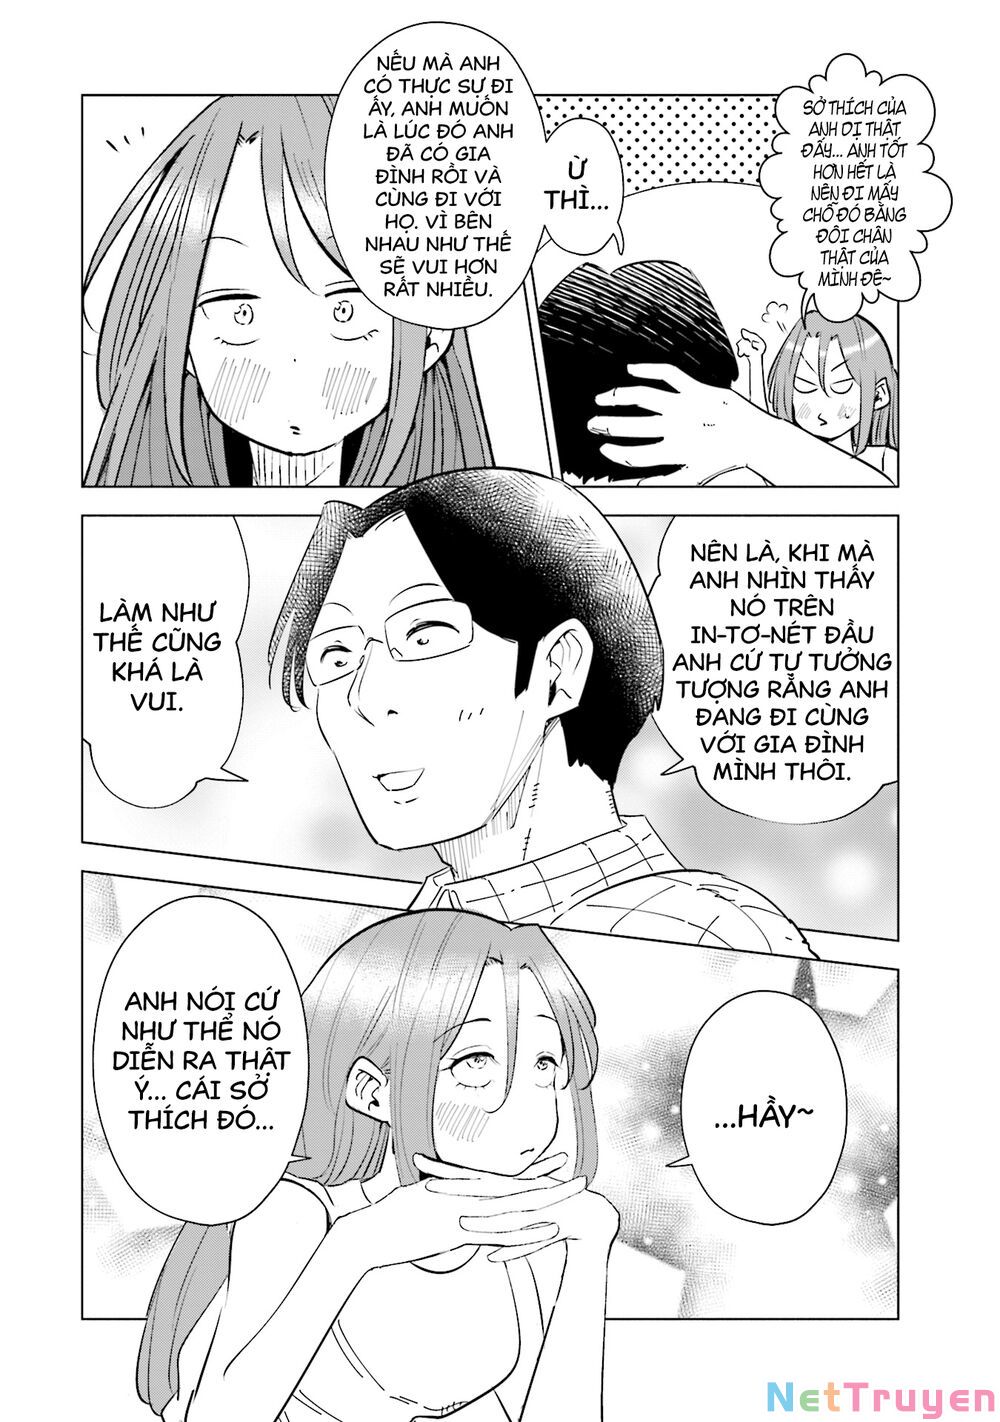 SỞ THÍCH CỦA
ANH DỊ THẬT
ĐẤY... ANH TỐT
HƠN HẾT LÀ
NÊN ĐI MẤY
CHỖ ĐÓ BẰNG
ĐÔI CHÂN
THẬT CỦA
MÌNH ĐÊ~
Ừ
THÌ...
NẾU MÀ ANH
CÓ THỰC SỰ ĐI
ẤY, ANH MUỐN
LÀ LÚC ĐÓ ANH
ĐÃ CÓ GIA
ĐÌNH RỒI VÀ
CÙNG ĐI VỚI
HỌ. VÌ BÊN
NHAU NHƯ THẾ
SẼ VUI HƠN
RẤT NHIỀU.
NÊN LÀ, KHI MÀ
ANH NHÌN THẤY
NÓ TRÊN
IN-TƠ-NÉT ĐẦU
ANH CỨ TỰ TƯỞNG
TƯỢNG RẰNG ANH
ĐANG ĐI CÙNG
VỚI GIA ĐÌNH
MÌNH THÔI.
LÀM NHƯ
THẾ CŨNG
KHÁ LÀ
VUI.
...HẦY~
ANH NÓI CỨ
NHƯ THỂ NÓ
DIỄN RA THẬT
Ý... CÁI SỞ
THÍCH ĐÓ...
NetTruyen